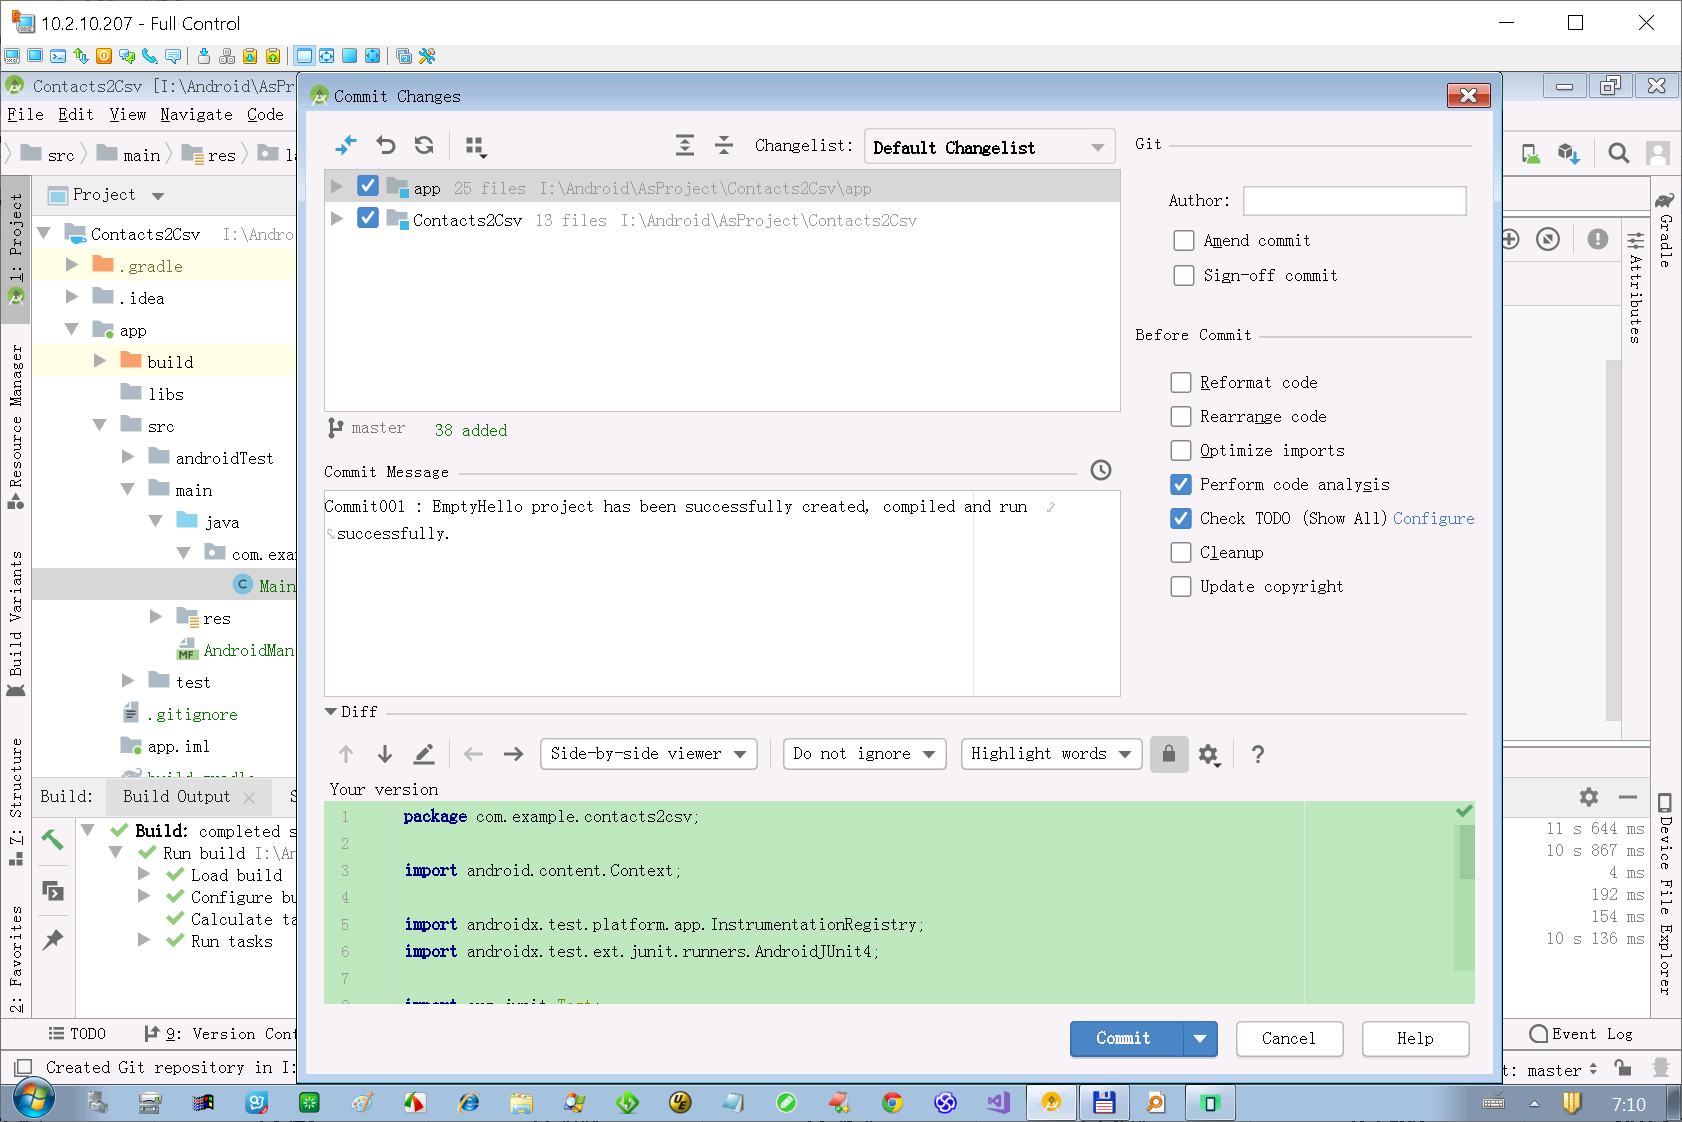 10.2.10.207 - Full Control
Contacts2Csv [I:\Android\AsPr
File Edit View Navigate Code
src main res
Project
Contacts2Csv I:\Andro
.gradle
.idea
app
build
libs
src
androidTest
main
java
com.exa
Main
res
AndroidMan
test
.gitignore
app.iml
build.gradle
1: Project
Resource Manager
Build Variants
7: Structure
2: Favorites
Commit Changes
Changelist: Default Changelist
app 25 files I:\Android\AsProject\Contacts2Csv\app
Contacts2Csv 13 files I:\Android\AsProject\Contacts2Csv
master 38 added
Commit Message
Commit001 : EmptyHello project has been successfully created, compiled and run
successfully.
Git
Author:
Amend commit
Sign-off commit
Before Commit
Reformat code
Rearrange code
Optimize imports
Perform code analysis
Check TODO (Show All) Configure
Cleanup
Update copyright
Diff
Side-by-side viewer Do not ignore Highlight words ?
Your version
1 package com.example.contacts2csv;
2
3 import android.content.Context;
4
5 import androidx.test.platform.app.InstrumentationRegistry;
6 import androidx.test.ext.junit.runners.AndroidJUnit4;
7
8 import org.junit.Test;
Commit Cancel Help
Gradle
Attributes
Device File Explorer
Build: Build Output
Build: completed s
Run build I:\An
Load build
Configure bu
Calculate ta
Run tasks
11 s 644 ms
10 s 867 ms
4 ms
192 ms
154 ms
10 s 136 ms
TODO 9: Version Cont
Event Log
Created Git repository in I:
t: master
7:10